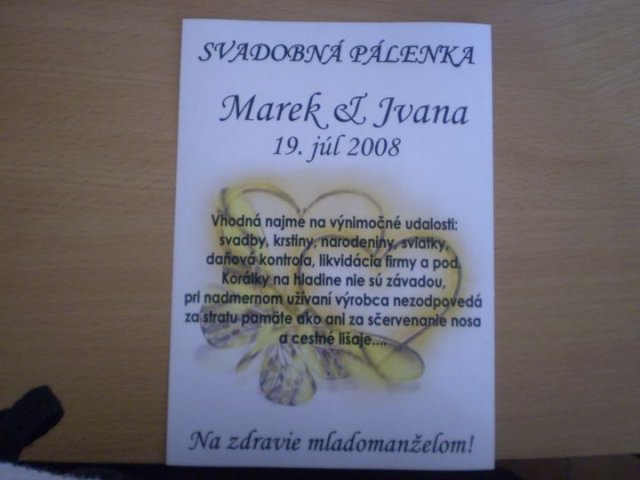 SVADOBNÁ PÁLENKA
Marek & Ivana
19. júl 2008
Vhodná najme na výnimočné udalosti:
svadby, krstiny, narodeniny, sviatky,
daňová kontrola, likvidácia firmy a pod.
Korálky na hladine nie sú závadou,
pri nadmernom užívaní výrobca nezodpovedá
za stratu pamäte ako ani za sčervenanie nosa
a cestné lišaje....
Na zdravie mladomanželom!